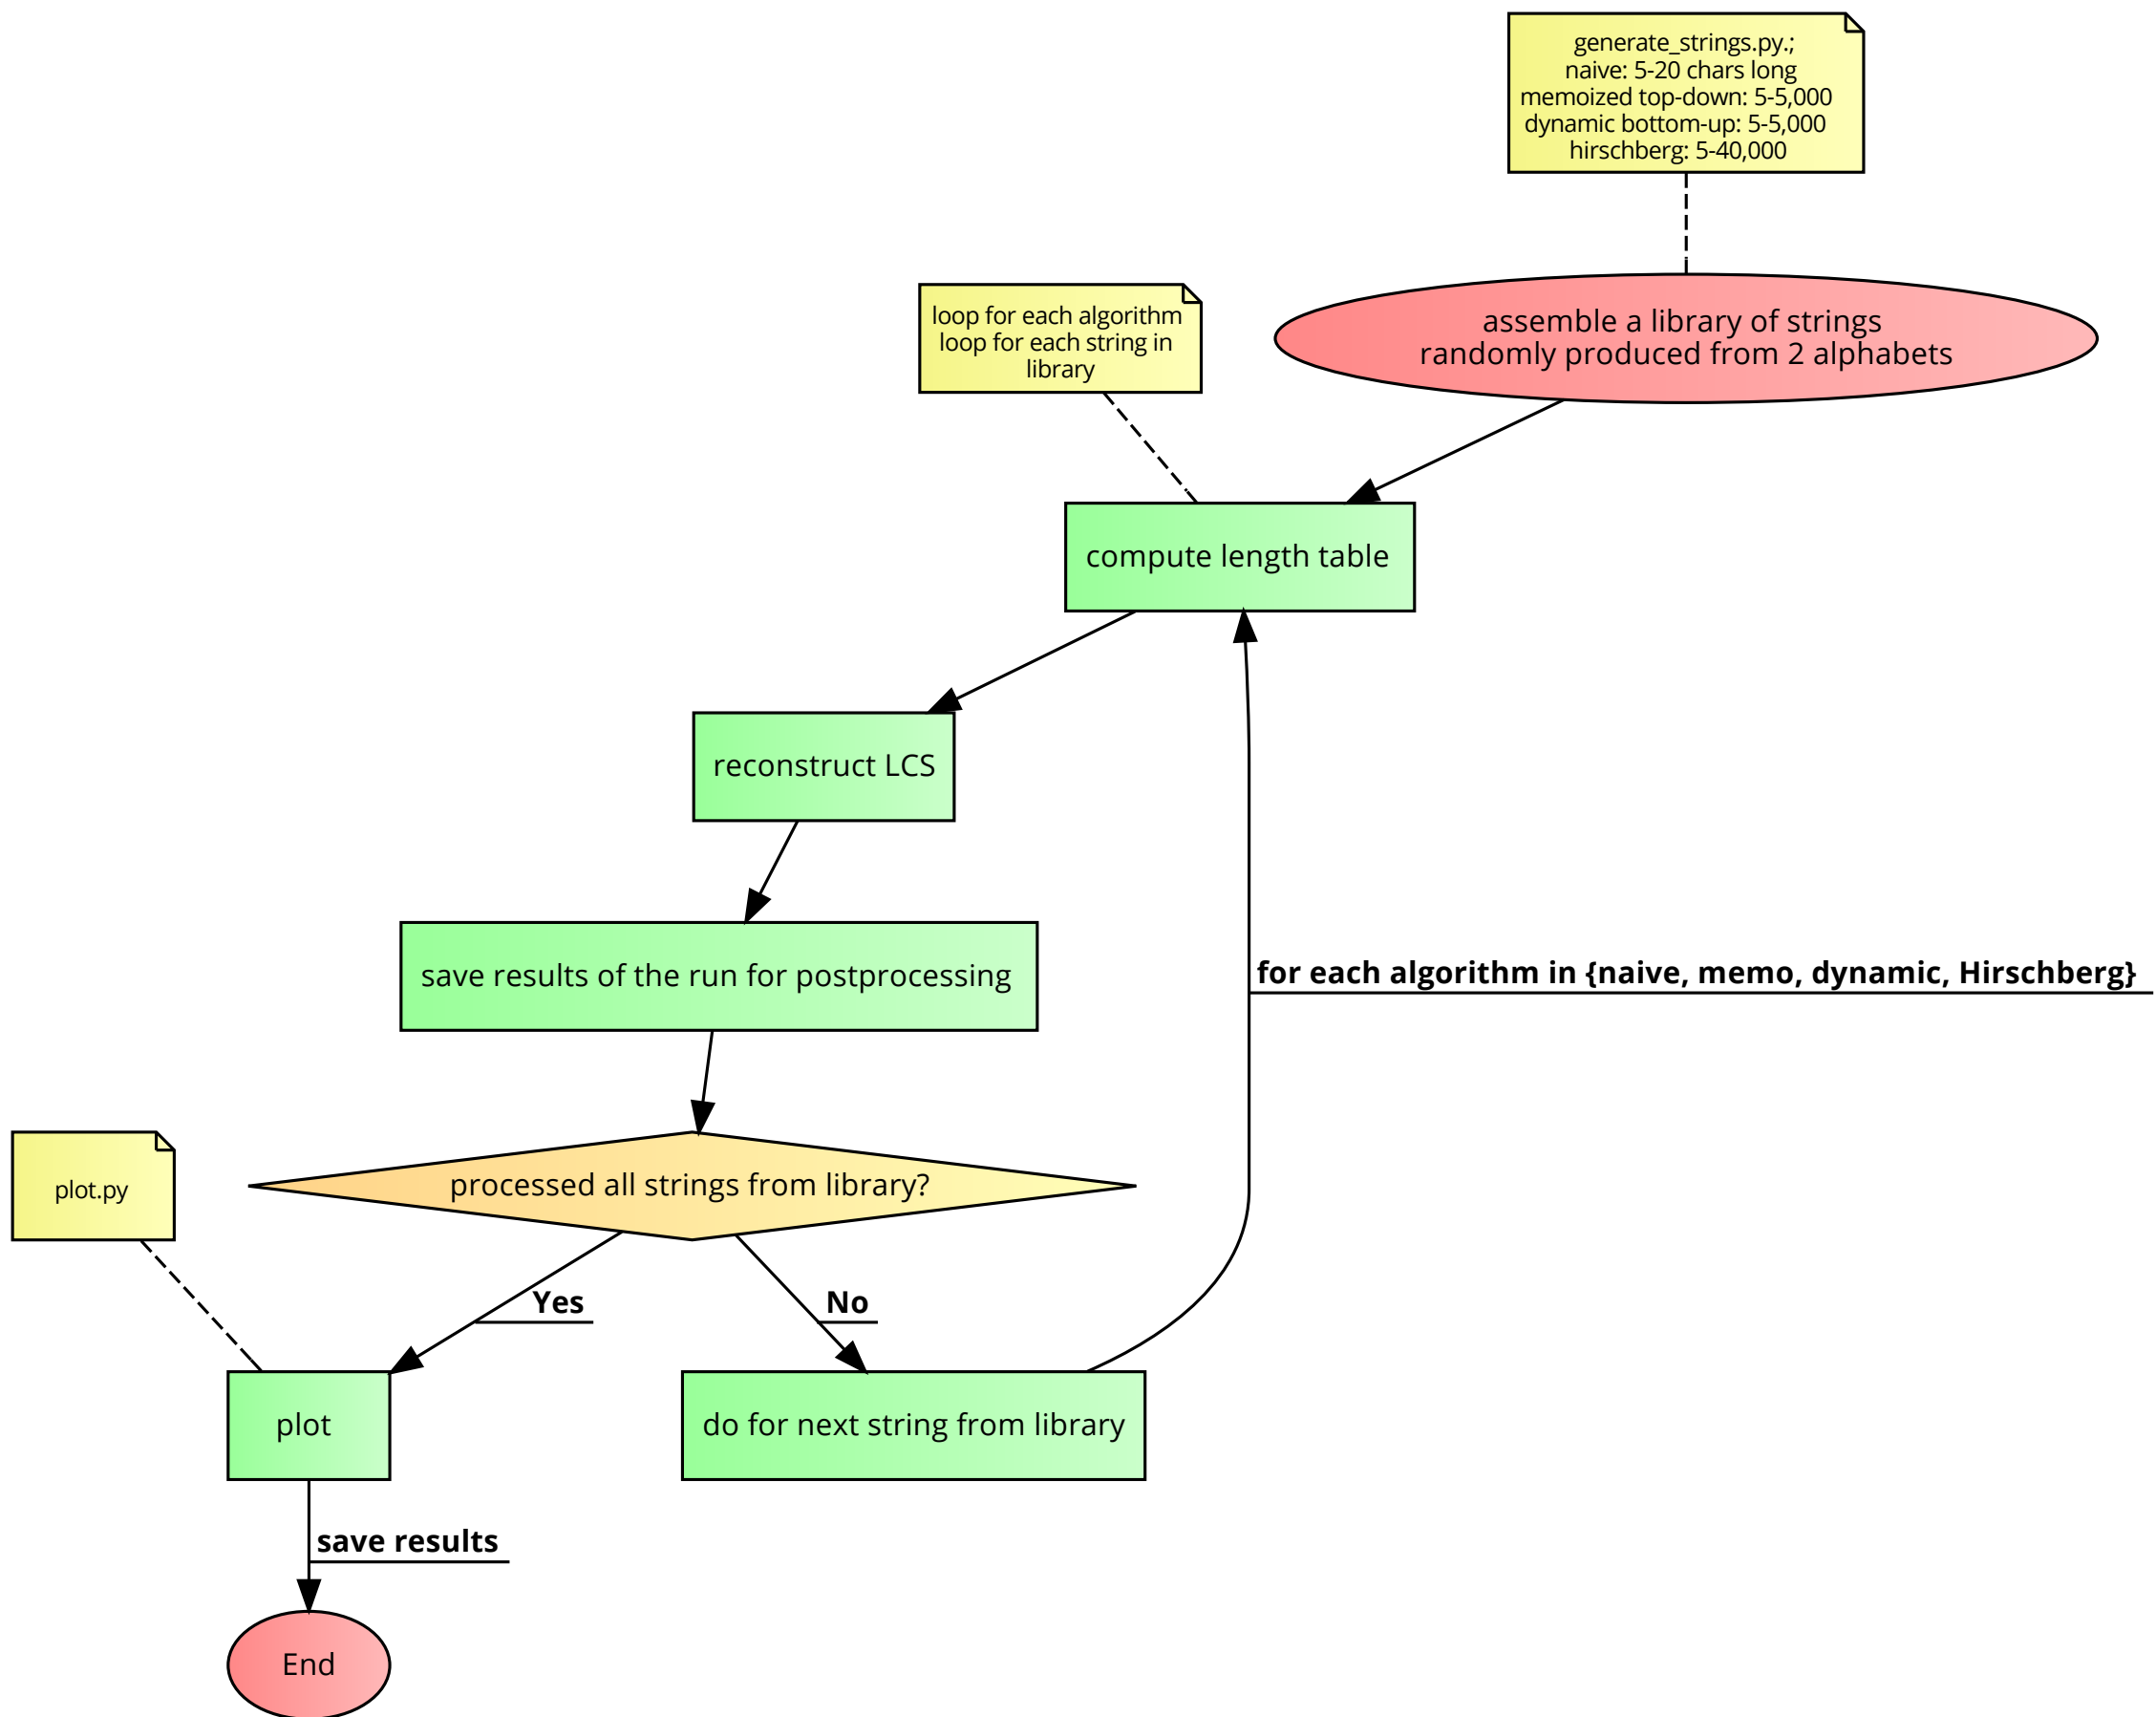 generate_strings.py.;
naive: 5-20 chars long
memoized top-down: 5-5,000
dynamic bottom-up: 5-5,000
hirschberg: 5-40,000
assemble a library of strings
randomly produced from 2 alphabets
loop for each algorithm
loop for each string in
library
compute length table
reconstruct LCS
save results of the run for postprocessing
for each algorithm in {naive, memo, dynamic, Hirschberg}
processed all strings from library?
plot.py
Yes
No
plot
do for next string from library
save results
End